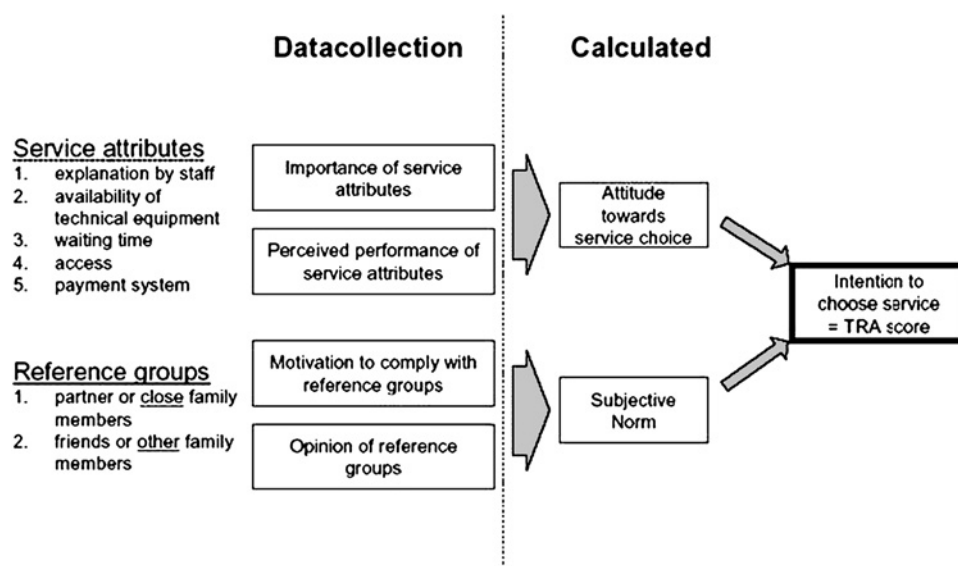 Datacollection
Calculated
Service attributes
1. explanation by staff
2. availability of
technical equipment
3. waiting time
4. access
5. payment system
Importance of service
attributes
Perceived performance of
service attributes
Attitude
towards
service choice
Intention to
choose service
= TRA score
Reference groups
1. partner or close family
members
2. friends or other family
members
Motivation to comply with
reference groups
Opinion of reference
groups
Subjective
Norm